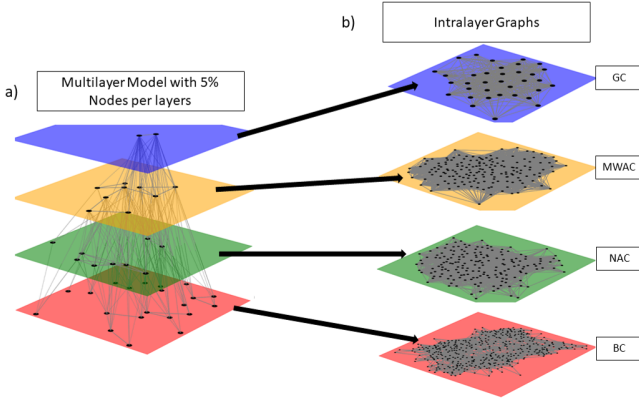 b)
Intralayer Graphs
a)
Multilayer Model with 5%
Nodes per layers
GC
MWAC
NAC
BC